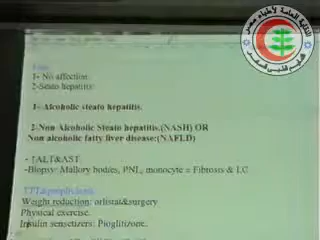 1- No affection.
2-Seato hepatitis:
1- Alcoholic steato hepatitis.
2-Non Alcoholic Steato hepatitis.(NASH) OR
Non alcoholic fatty liver disease:(NAFLD)
- ↑ALT&AST.
-Biopsy: Mallory bodies, PNL, monocyte = Fibrosis & LC
Weight reduction: orlistat&surgery
Physical exercise.
Insulin sensetizers: Pioglitizone.